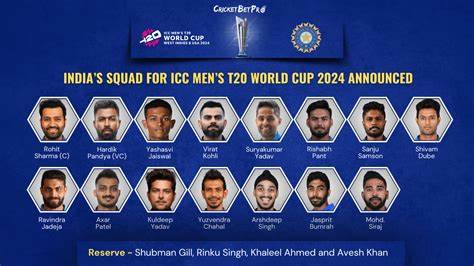 CRICKETBETPRO
ICC MEN'S T20
WORLD CUP
WEST INDIES & USA 2024
INDIA'S SQUAD FOR ICC MEN'S T20 WORLD CUP 2024 ANNOUNCED
Rohit Sharma (C)
Hardik Pandya (VC)
Yashasvi Jaiswal
Virat Kohli
Suryakumar Yadav
Rishabh Pant
Sanju Samson
Shivam Dube
Ravindra Jadeja
Axar Patel
Kuldeep Yadav
Yuzvendra Chahal
Arshdeep Singh
Jasprit Bumrah
Mohd. Siraj
Reserve - Shubman Gill, Rinku Singh, Khaleel Ahmed and Avesh Khan